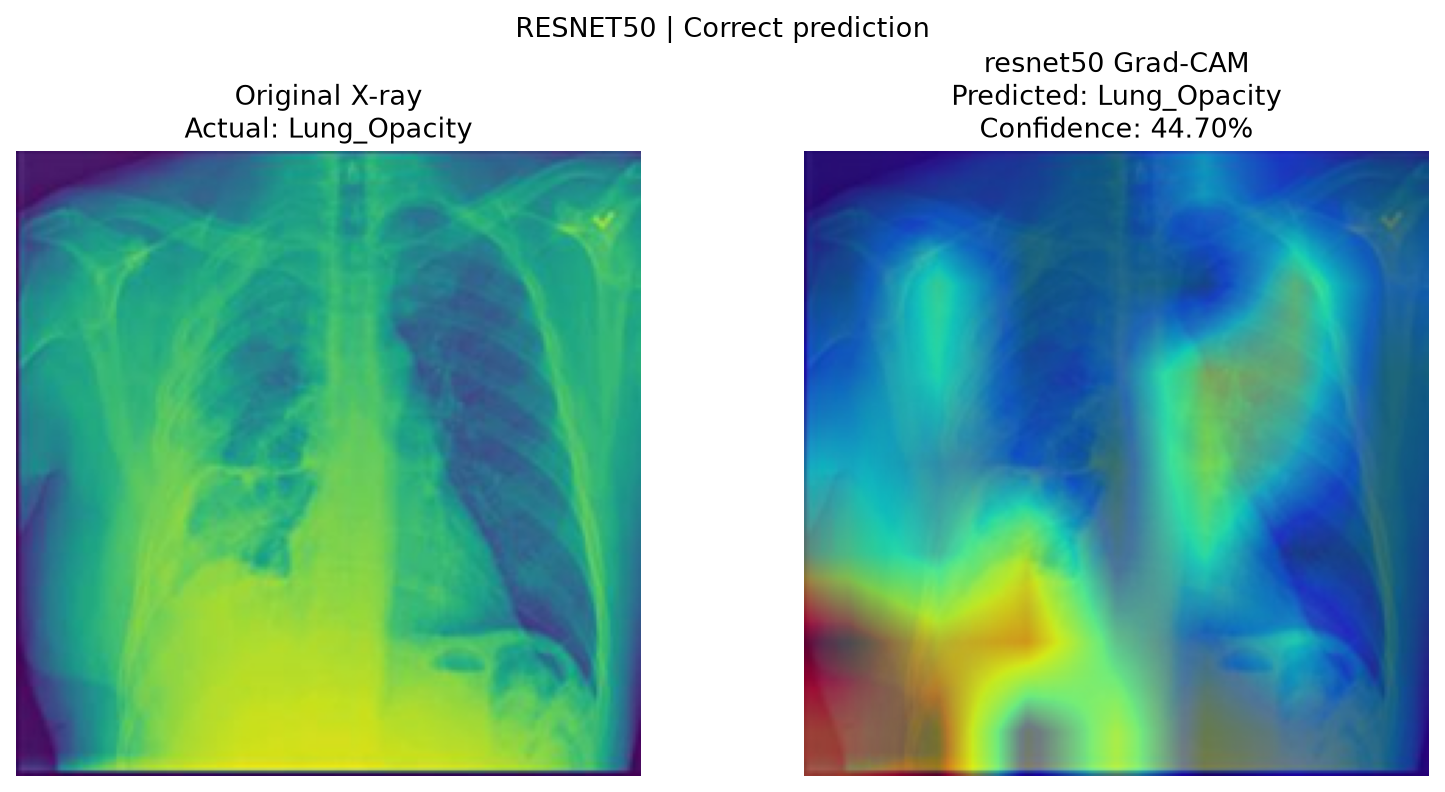 RESNET50 | Correct prediction
Original X-ray
Actual: Lung_Opacity
resnet50 Grad-CAM
Predicted: Lung_Opacity
Confidence: 44.70%